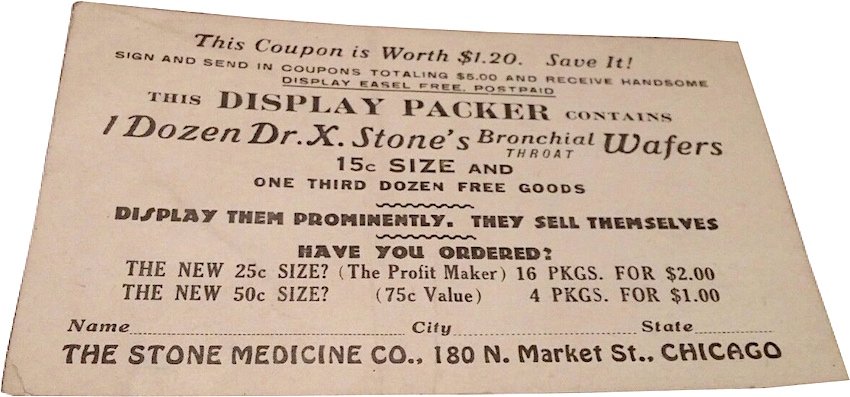 This Coupon is Worth $1.20. Save It!
SIGN AND SEND IN COUPONS TOTALING $5.00 AND RECEIVE HANDSOME
DISPLAY EASEL FREE, POSTPAID
THIS DISPLAY PACKER CONTAINS
1 Dozen Dr. X. Stone's Bronchial THROAT Wafers
15c SIZE AND
ONE THIRD DOZEN FREE GOODS
DISPLAY THEM PROMINENTLY. THEY SELL THEMSELVES
HAVE YOU ORDERED?
THE NEW 25c SIZE? (The Profit Maker) 16 PKGS. FOR $2.00
THE NEW 50c SIZE? (75c Value) 4 PKGS. FOR $1.00
Name City State
THE STONE MEDICINE CO., 180 N. Market St., CHICAGO